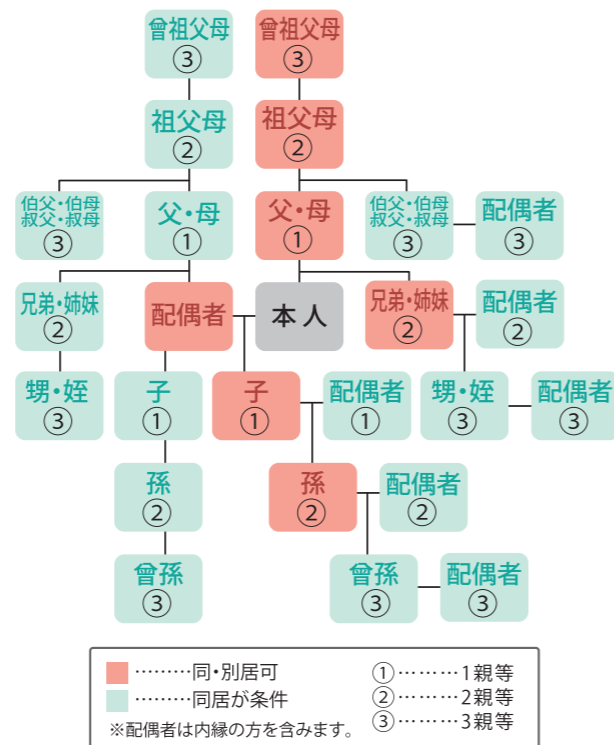 曾祖父母
③
曾祖父母
③
祖父母
②
祖父母
②
伯父・伯母
叔父・叔母
③
父・母
①
父・母
①
伯父・伯母
叔父・叔母
③
配偶者
③
兄弟・姉妹
②
配偶者
本人
兄弟・姉妹
②
配偶者
②
甥・姪
③
子
①
子
①
配偶者
①
甥・姪
③
配偶者
③
孫
②
孫
②
配偶者
②
曾孫
③
曾孫
③
配偶者
③
………同・別居可
………同居が条件
※配偶者は内縁の方を含みます。
①………1親等
②………2親等
③………3親等